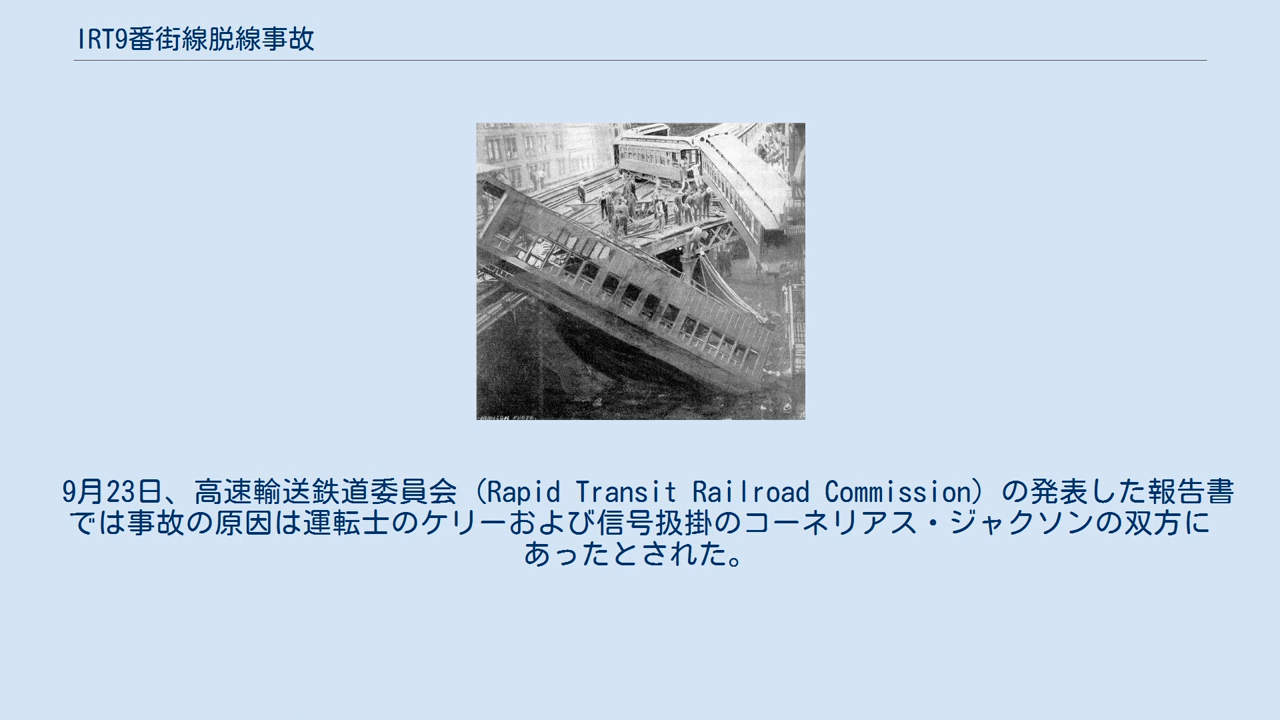 IRT9番街線脱線事故
9月23日、高速輸送鉄道委員会（Rapid Transit Railroad Commission）の発表した報告書
では事故の原因は運転士のケリーおよび信号扱掛のコーネリアス・ジャクソンの双方に
あったとされた。